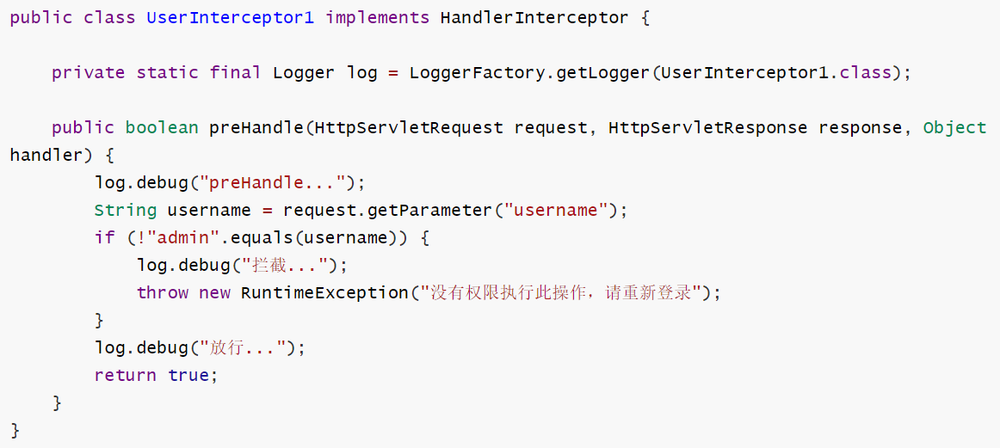 public class UserInterceptor1 implements HandlerInterceptor {
    private static final Logger log = LoggerFactory.getLogger(UserInterceptor1.class);
    public boolean preHandle(HttpServletRequest request, HttpServletResponse response, Object
handler) {
        log.debug("preHandle...");
        String username = request.getParameter("username");
        if (!"admin".equals(username)) {
            log.debug("拦截...");
            throw new RuntimeException("没有权限执行此操作，请重新登录");
        }
        log.debug("放行...");
        return true;
    }
}